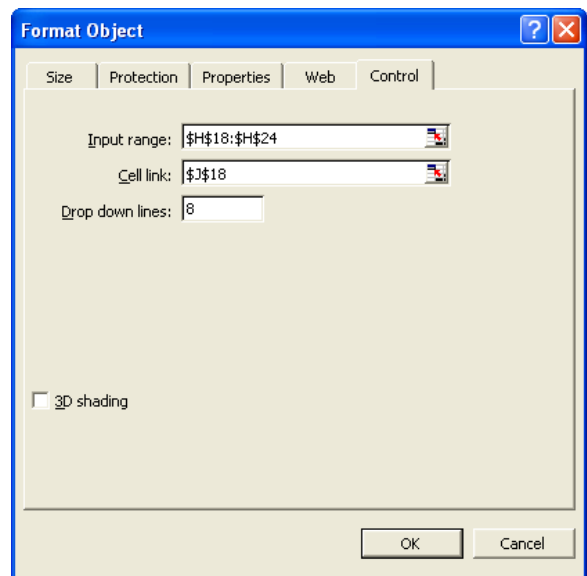 Format Object
Size Protection Properties Web Control
Input range: $H$18:$H$24
Cell link: $J$18
Drop down lines: 8
3D shading
OK Cancel